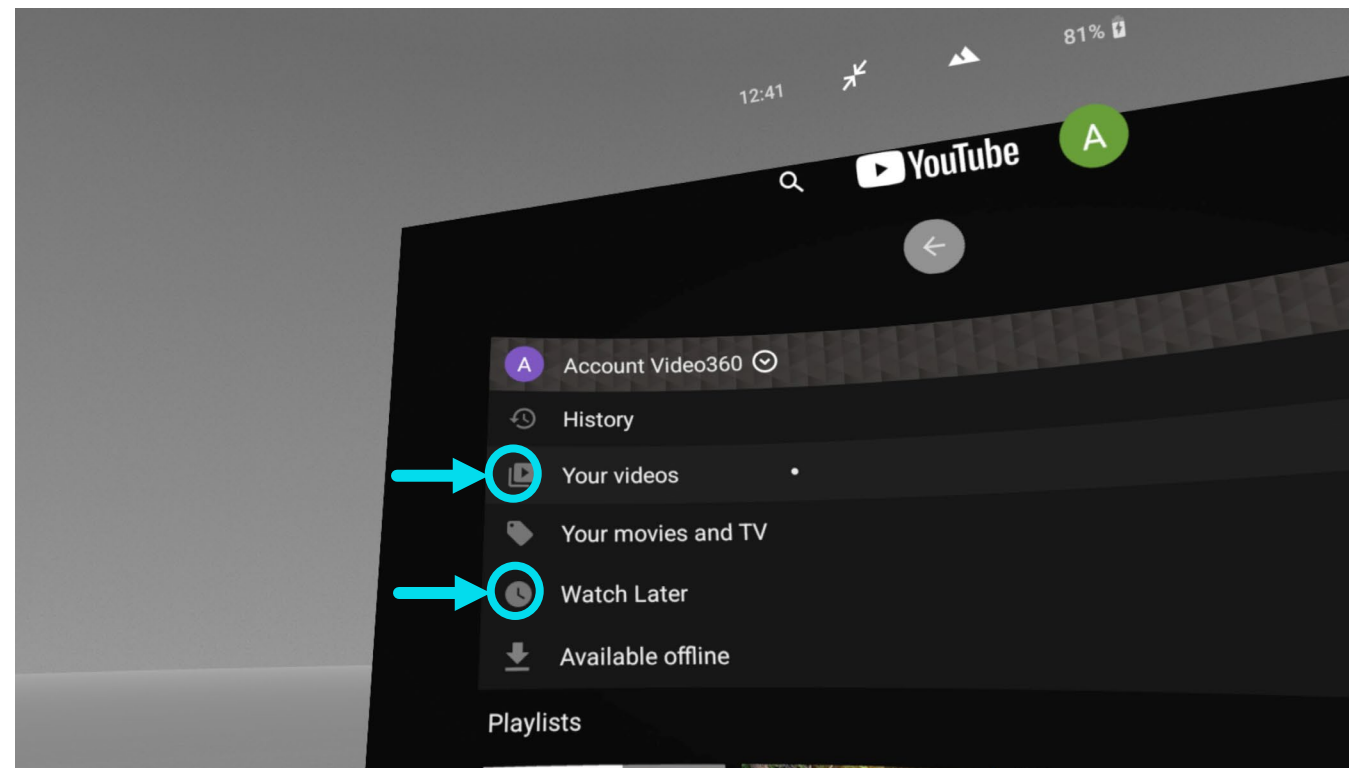 81%
12:41
YouTube
A
A
Account Video360
History
Your videos
Your movies and TV
Watch Later
Available offline
Playlists